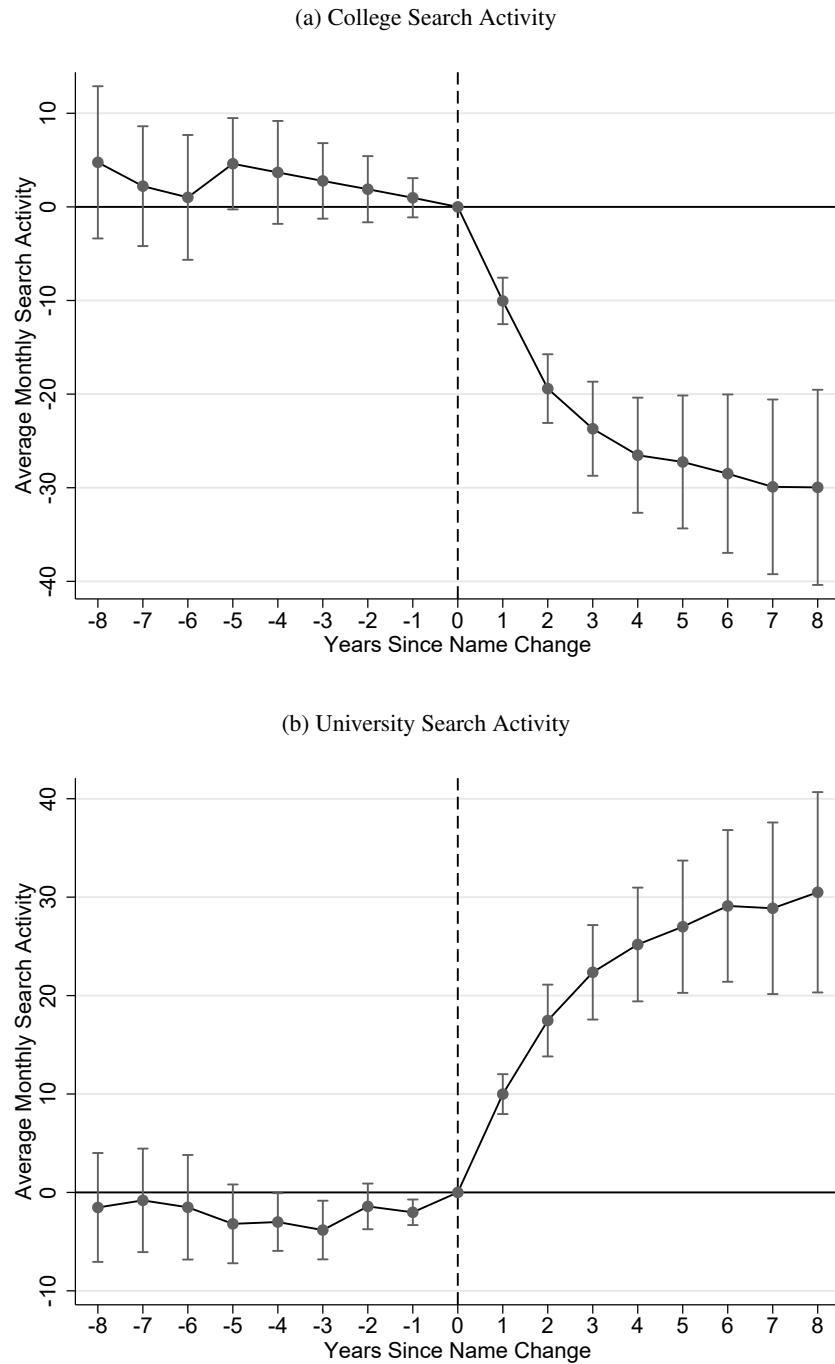 (a) College Search Activity
Average Monthly Search Activity
10
0
-10
-20
-30
-40
-8 -7 -6 -5 -4 -3 -2 -1 0 1 2 3 4 5 6 7 8
Years Since Name Change
(b) University Search Activity
Average Monthly Search Activity
40
30
20
10
0
-10
-8 -7 -6 -5 -4 -3 -2 -1 0 1 2 3 4 5 6 7 8
Years Since Name Change